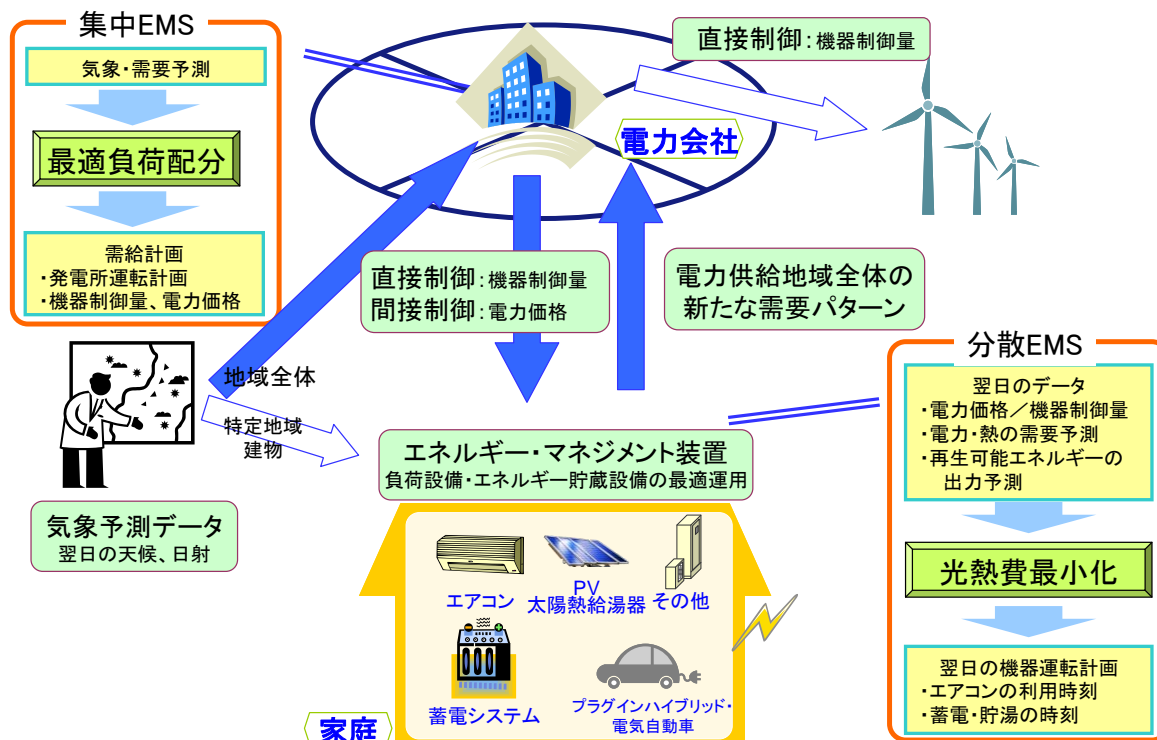 集中EMS
気象・需要予測
最適負荷配分
需給計画
・発電所運転計画
・機器制御量、電力価格
直接制御：機器制御量
電力会社
直接制御：機器制御量
間接制御：電力価格
電力供給地域全体の
新たな需要パターン
地域全体
特定地域
建物
気象予測データ
翌日の天候、日射
エネルギー・マネジメント装置
負荷設備・エネルギー貯蔵設備の最適運用
エアコン
PV
太陽熱給湯器
その他
蓄電システム
プラグインハイブリッド・
電気自動車
家庭
分散EMS
翌日のデータ
・電力価格／機器制御量
・電力・熱の需要予測
・再生可能エネルギーの
出力予測
光熱費最小化
翌日の機器運転計画
・エアコンの利用時刻
・蓄電・貯湯の時刻